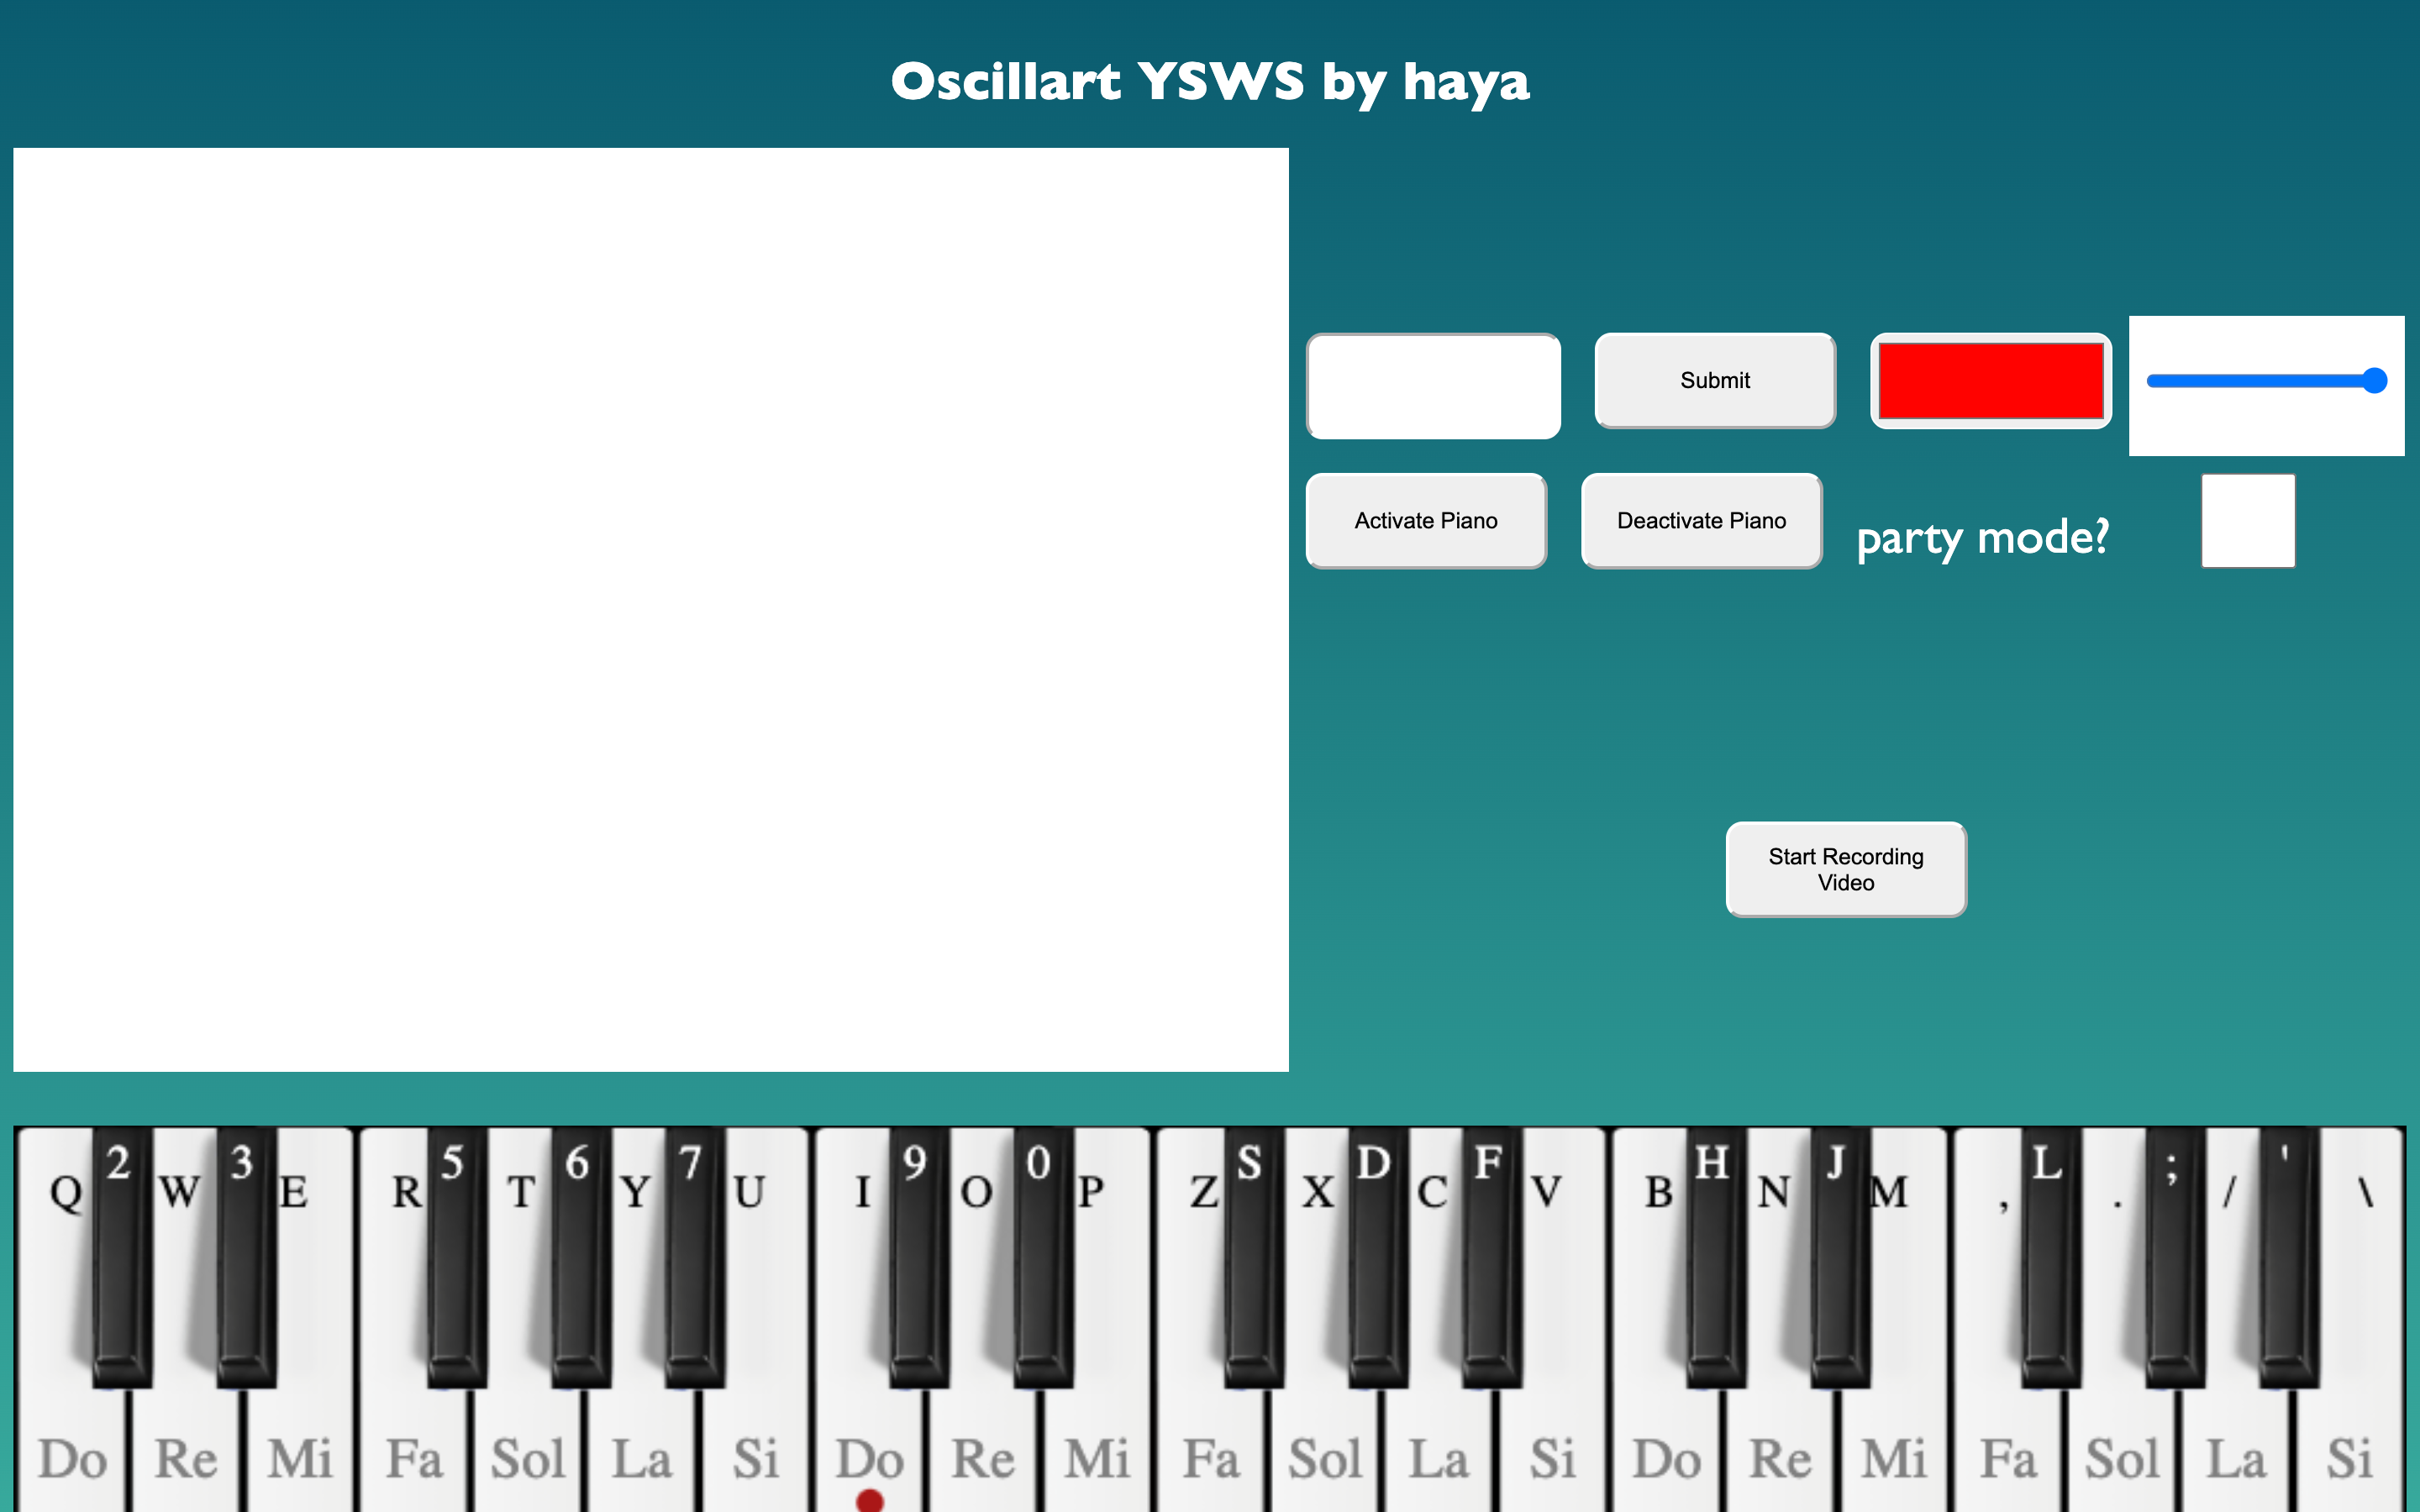 Oscillart YSWS by haya
Submit
Activate Piano
Deactivate Piano
party mode?
Start Recording
Video
2 3 5 6 7 9 0 S D F H J L ; '
Q W E R T Y U I O P Z X C V B N M , . / \
Do Re Mi Fa Sol La Si Do Re Mi Fa Sol La Si Do Re Mi Fa Sol La Si